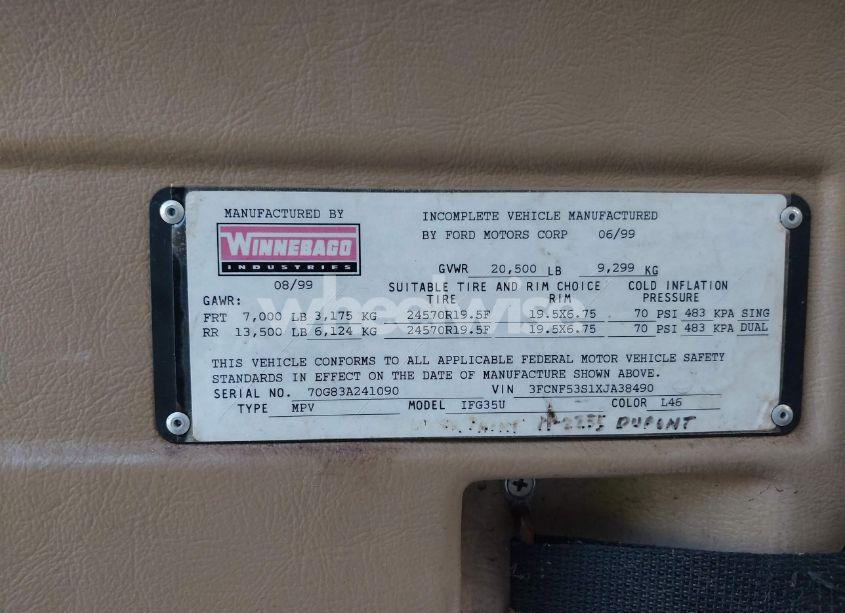 MANUFACTURED BY
WINNEBAGO
INDUSTRIES
08/99
INCOMPLETE VEHICLE MANUFACTURED
BY FORD MOTORS CORP 06/99
GVWR 20,500 LB 9,299 KG
SUITABLE TIRE AND RIM CHOICE COLD INFLATION
GAWR: TIRE RIM PRESSURE
FRT 7,000 LB 3,175 KG 24570R19.5F 19.5X6.75 70 PSI 483 KPA SING
RR 13,500 LB 6,124 KG 24570R19.5F 19.5X6.75 70 PSI 483 KPA DUAL
THIS VEHICLE CONFORMS TO ALL APPLICABLE FEDERAL MOTOR VEHICLE SAFETY
STANDARDS IN EFFECT ON THE DATE OF MANUFACTURE SHOWN ABOVE.
SERIAL NO. 70G83A241090 VIN 3FCNF53S1XJA38490
TYPE MPV MODEL IFG35U COLOR L46
DUPONT
wheelwise